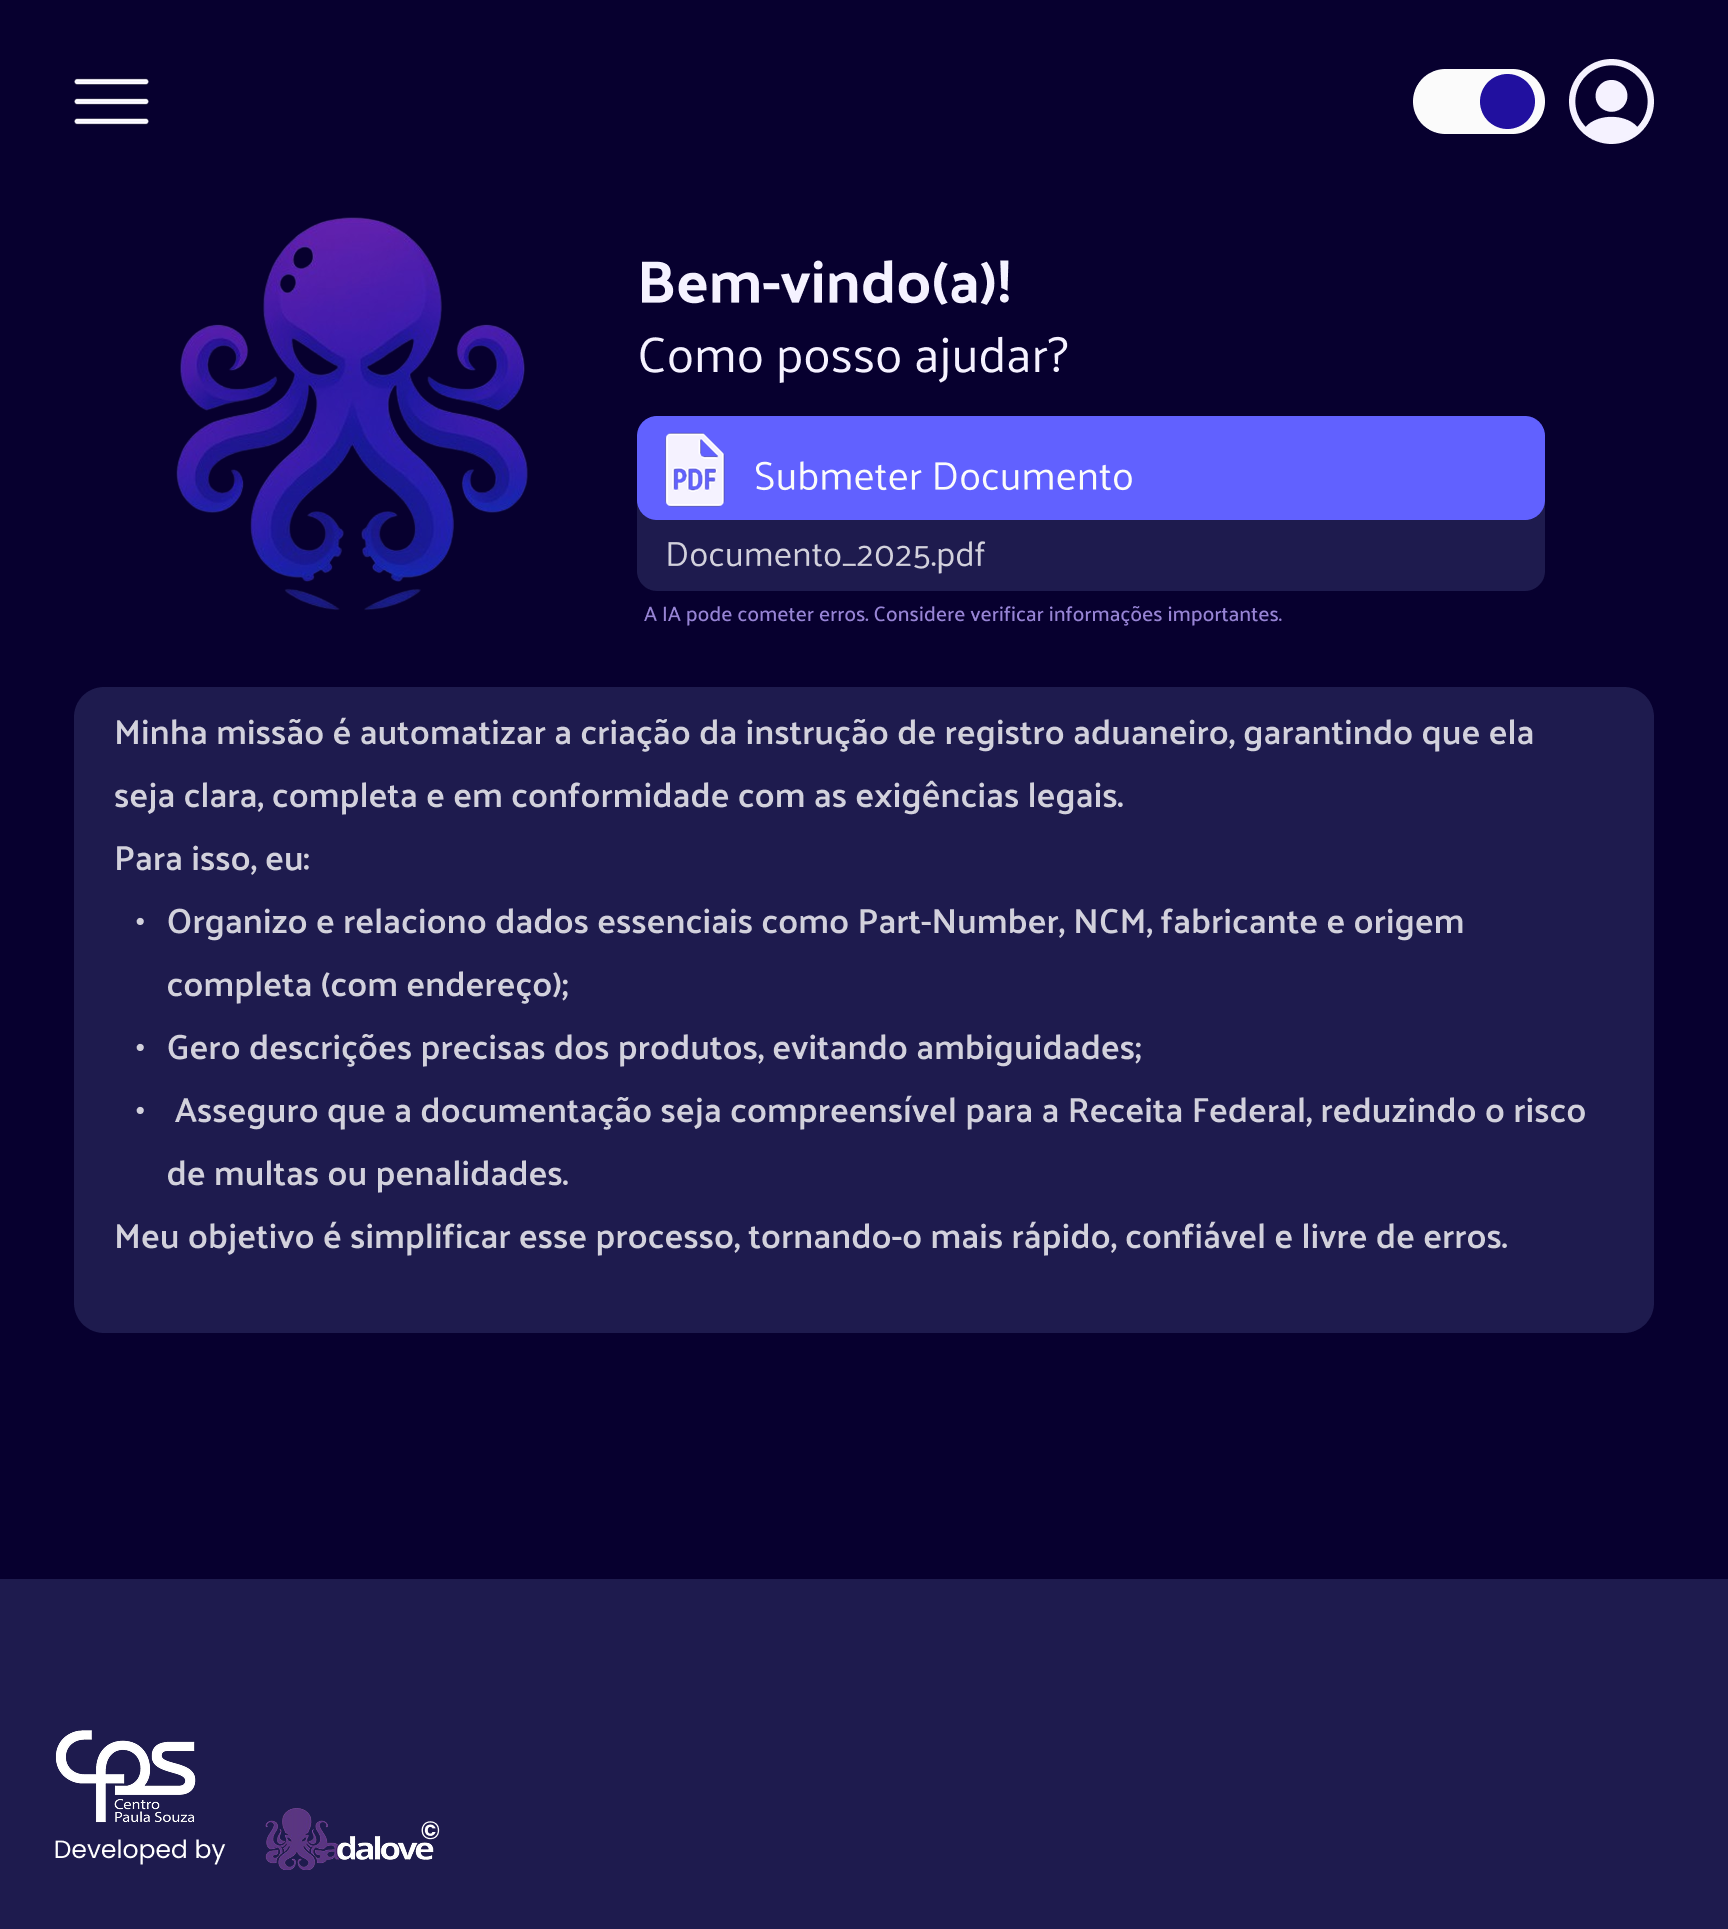 Bem-vindo(a)!
Como posso ajudar?
PDF
Submeter Documento
Documento_2025.pdf
A IA pode cometer erros. Considere verificar informações importantes.
Minha missão é automatizar a criação da instrução de registro aduaneiro, garantindo que ela
seja clara, completa e em conformidade com as exigências legais.
Para isso, eu:
• Organizo e relaciono dados essenciais como Part-Number, NCM, fabricante e origem
completa (com endereço);
• Gero descrições precisas dos produtos, evitando ambiguidades;
• Asseguro que a documentação seja compreensível para a Receita Federal, reduzindo o risco
de multas ou penalidades.
Meu objetivo é simplificar esse processo, tornando-o mais rápido, confiável e livre de erros.
cps
Centro
Paula Souza
Developed by
adalove©